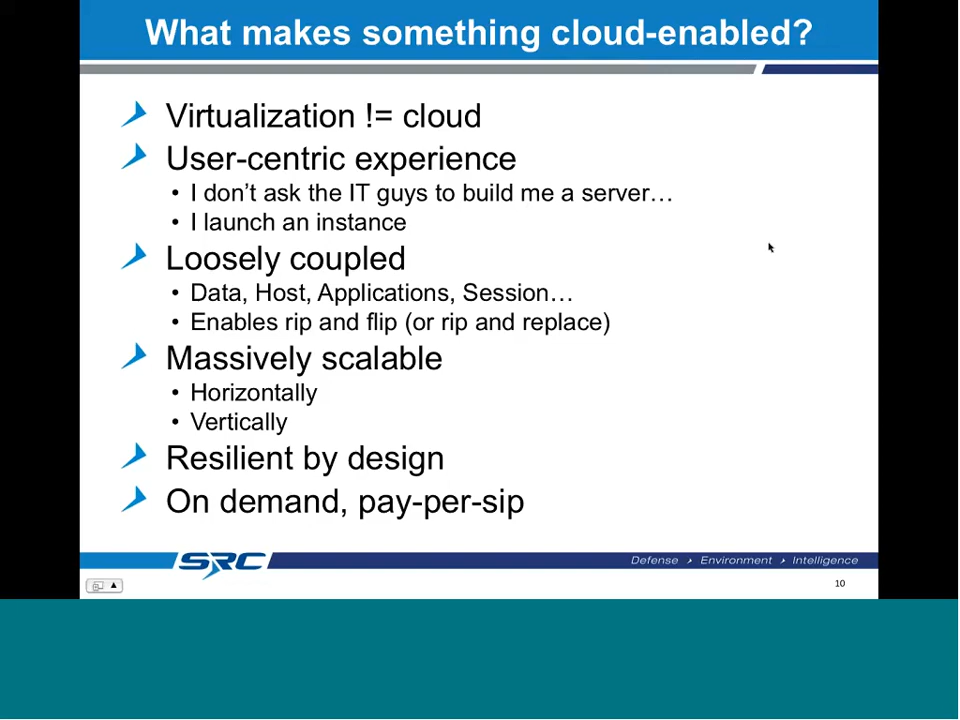 What makes something cloud-enabled?
Virtualization != cloud
User-centric experience
• I don’t ask the IT guys to build me a server…
• I launch an instance
Loosely coupled
• Data, Host, Applications, Session…
• Enables rip and flip (or rip and replace)
Massively scalable
• Horizontally
• Vertically
Resilient by design
On demand, pay-per-sip
SRC
Defense Environment Intelligence
10